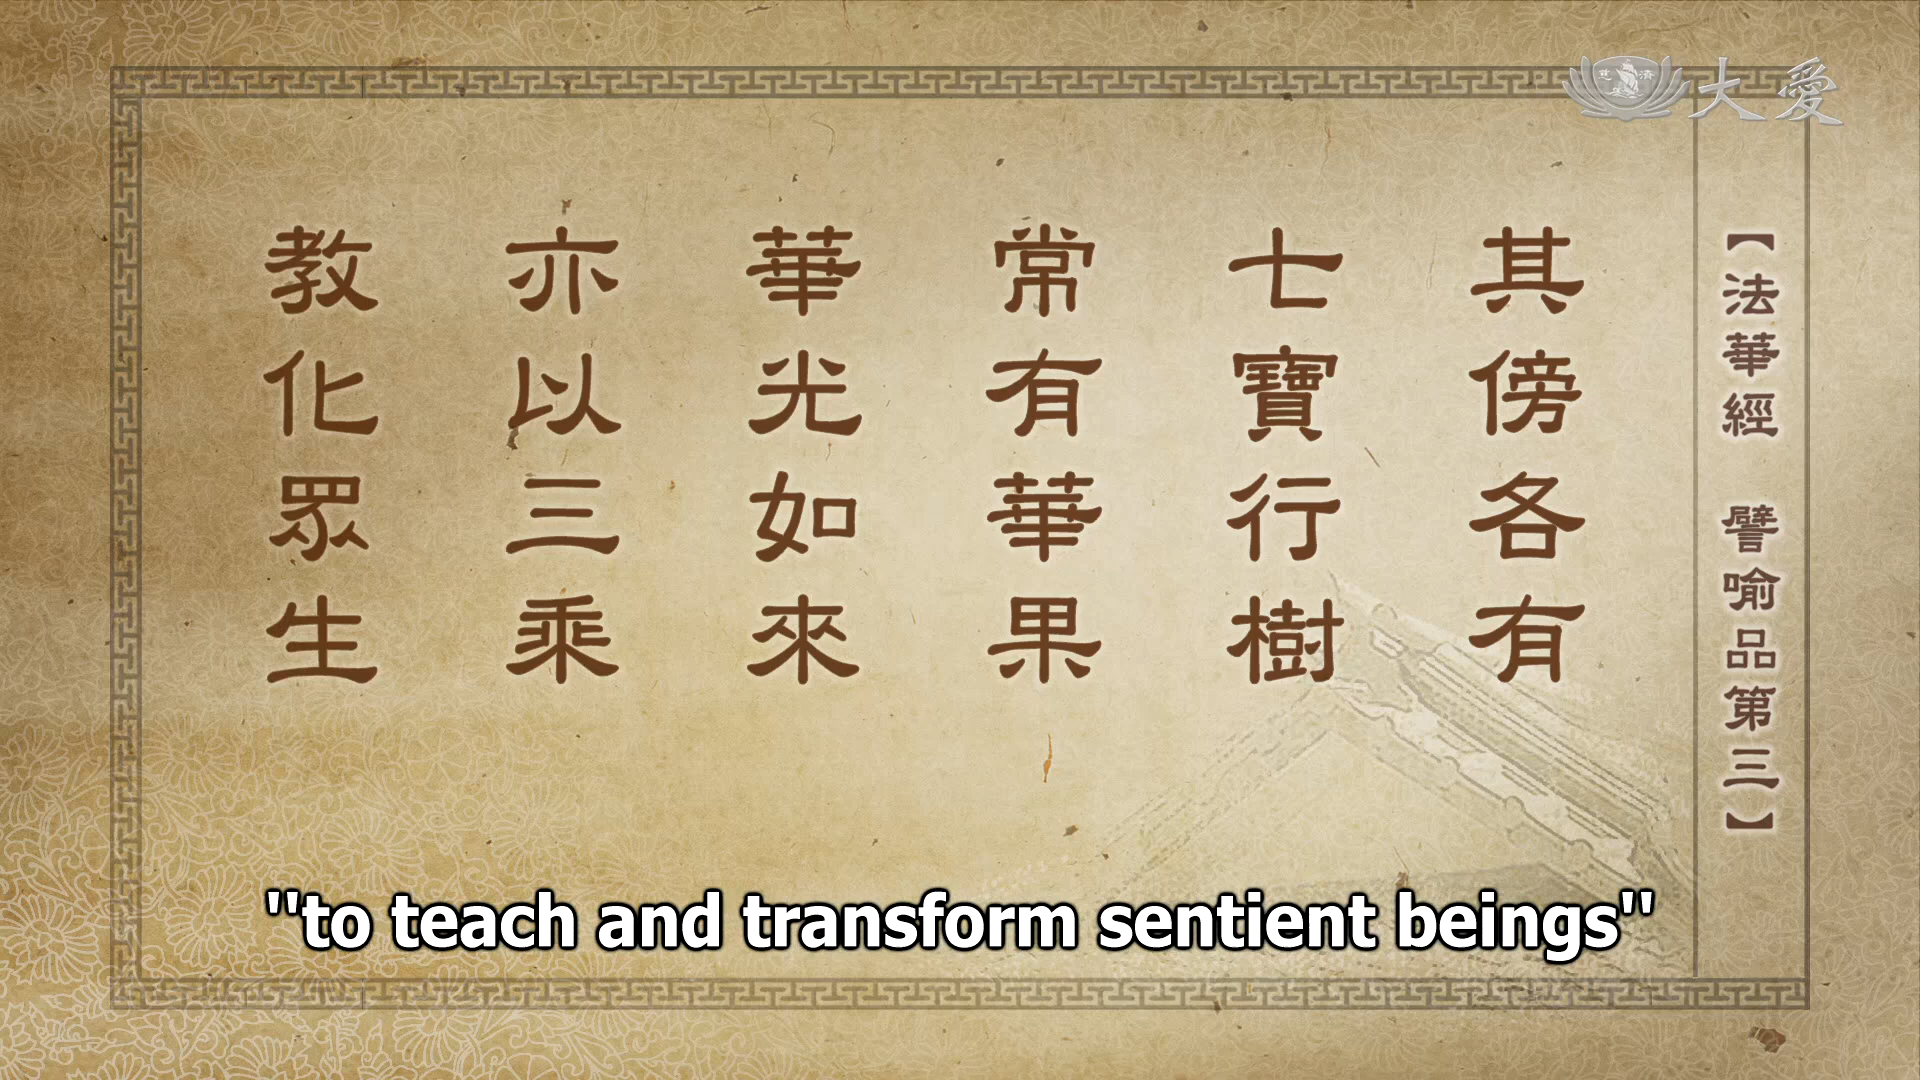 大愛
慈濟
【法華經 譬喻品第三】
其傍各有
七寶行樹
常有華果
華光如來
亦以三乘
教化眾生
"to teach and transform sentient beings"